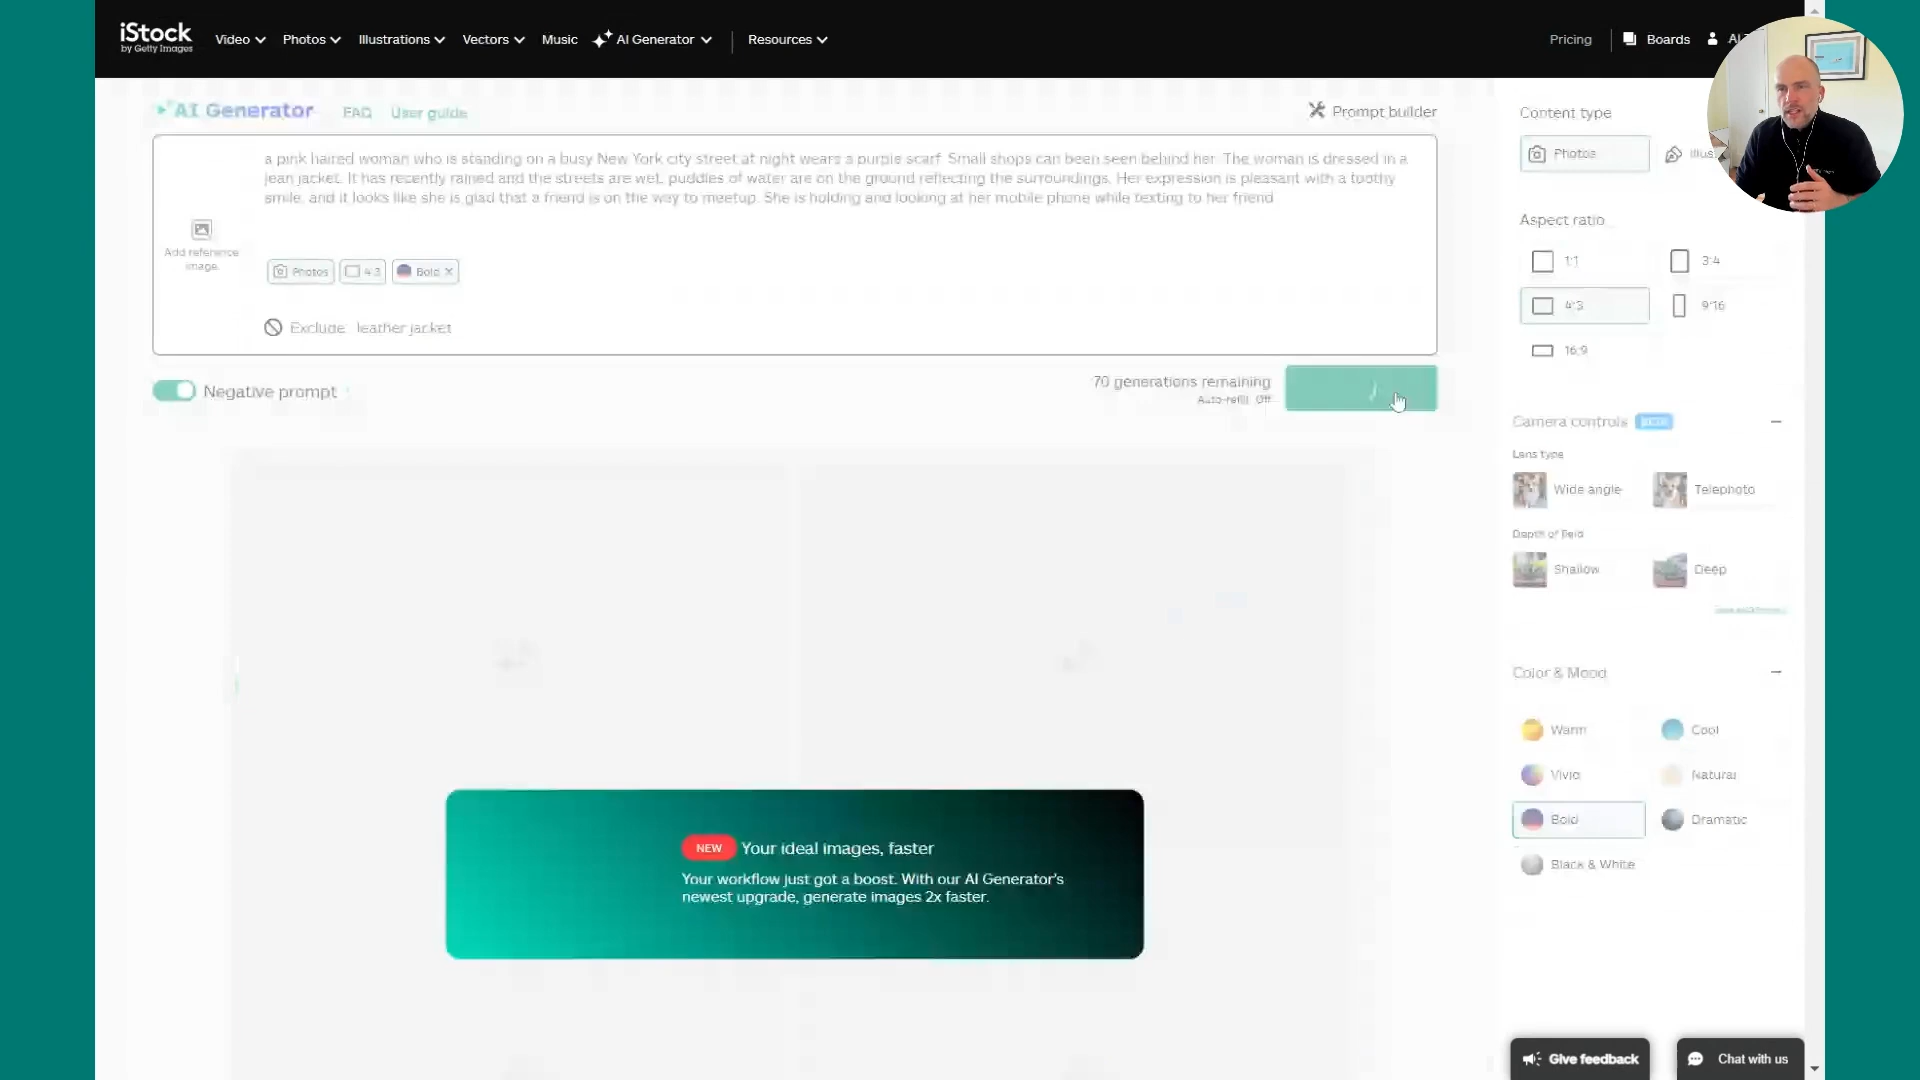 iStock
by Getty Images
Video
Photos
Illustrations
Vectors
Music
AI Generator
Resources
Pricing
Boards
AI Generator
FAQ
User guide
Prompt builder
a pink haired woman who is standing on a busy New York city street at night wears a purple scarf. Small shops can been seen behind her. The woman is dressed in a
jean jacket. It has recently rained and the streets are wet, puddles of water are on the ground reflecting the surroundings. Her expression is pleasant with a toothy
smile, and it looks like she is glad that a friend is on the way to meetup. She is holding and looking at her mobile phone while texting to her friend
Add reference
image
Photos
4:3
Bold
Exclude: leather jacket
Negative prompt
70 generations remaining
Auto-refill: Off
Your ideal images, faster
NEW
Your workflow just got a boost. With our AI Generator's
newest upgrade, generate images 2x faster.
Content type
Photos
Aspect ratio
1:1
3:4
4:3
9:16
16:9
Camera controls
BETA
Lens type
Wide angle
Telephoto
Depth of field
Shallow
Deep
Color & Mood
Warm
Cool
Vivid
Natural
Bold
Dramatic
Black & White
Give feedback
Chat with us